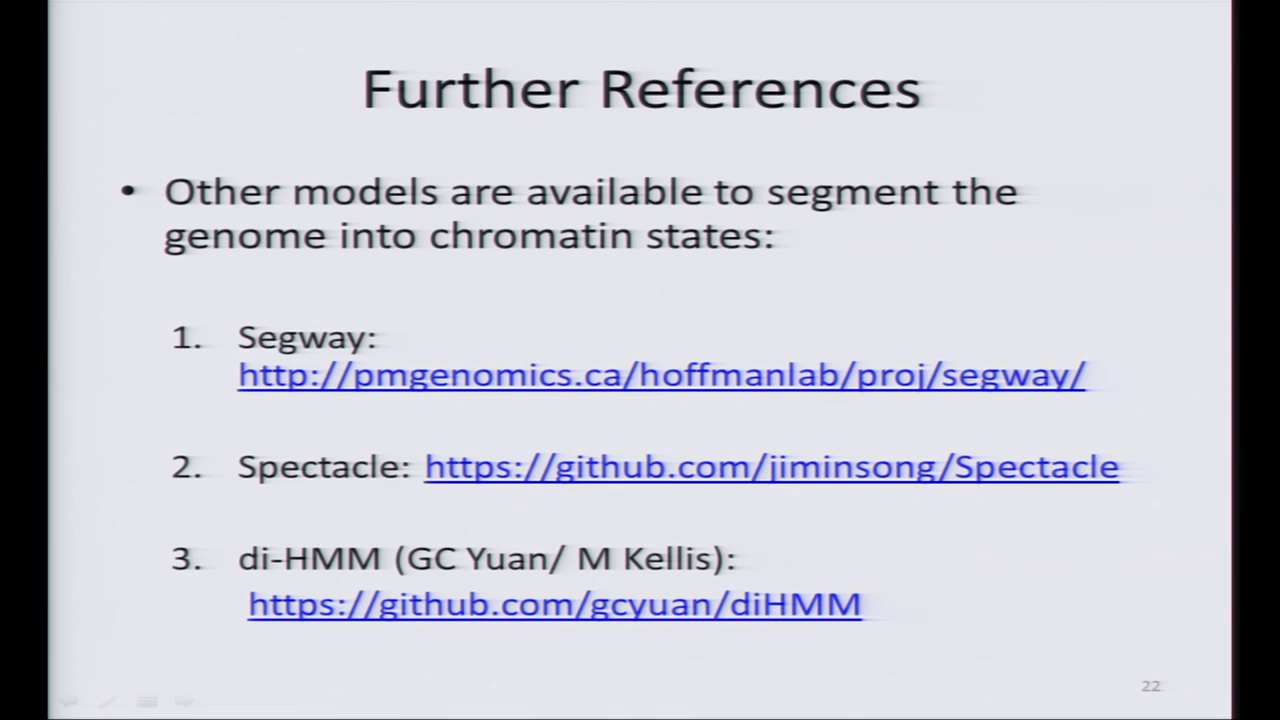 Further References
• Other models are available to segment the
genome into chromatin states:
1. Segway:
http://pmgenomics.ca/hoffmanlab/proj/segway/
2. Spectacle: https://github.com/jiminsong/Spectacle
3. di-HMM (GC Yuan/ M Kellis):
https://github.com/gcyuan/diHMM
22